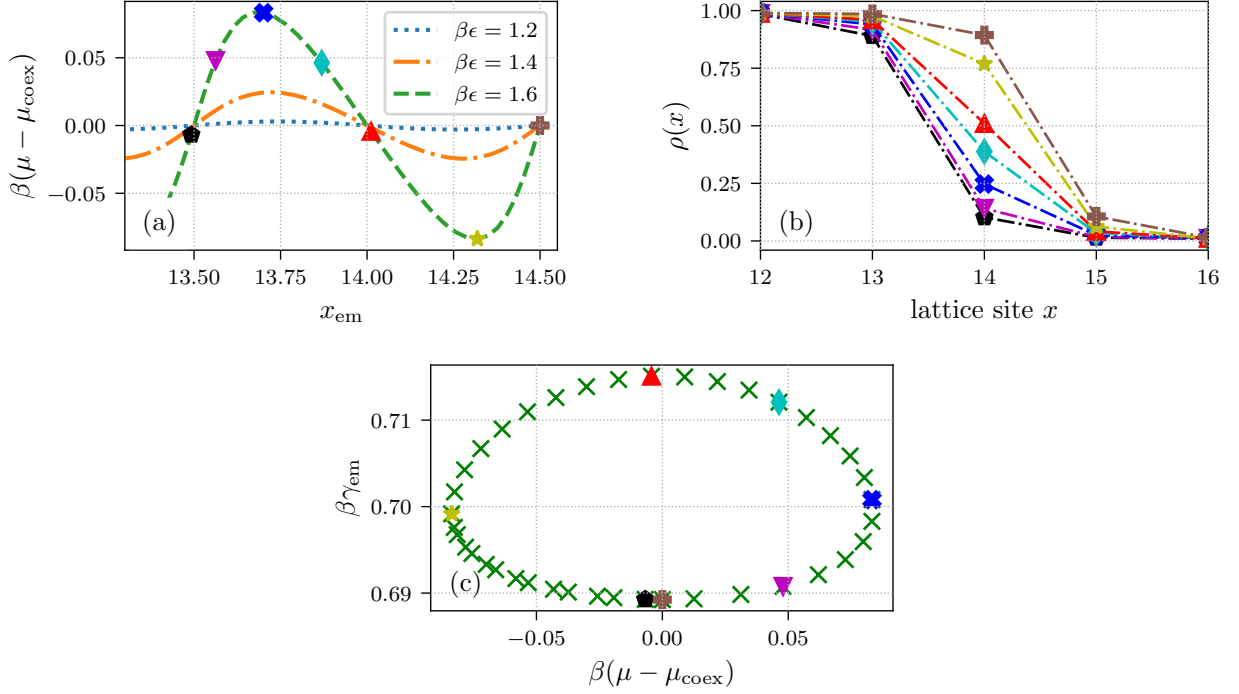 0.05
0.00
−0.05
β(μ − μcoex)
βϵ = 1.2
βϵ = 1.4
βϵ = 1.6
(a)
13.50 13.75 14.00 14.25 14.50
xem
1.00
0.75
0.50
0.25
0.00
ρ(x)
(b)
12 13 14 15 16
lattice site x
0.71
0.70
0.69
βγem
(c)
−0.05 0.00 0.05
β(μ − μcoex)